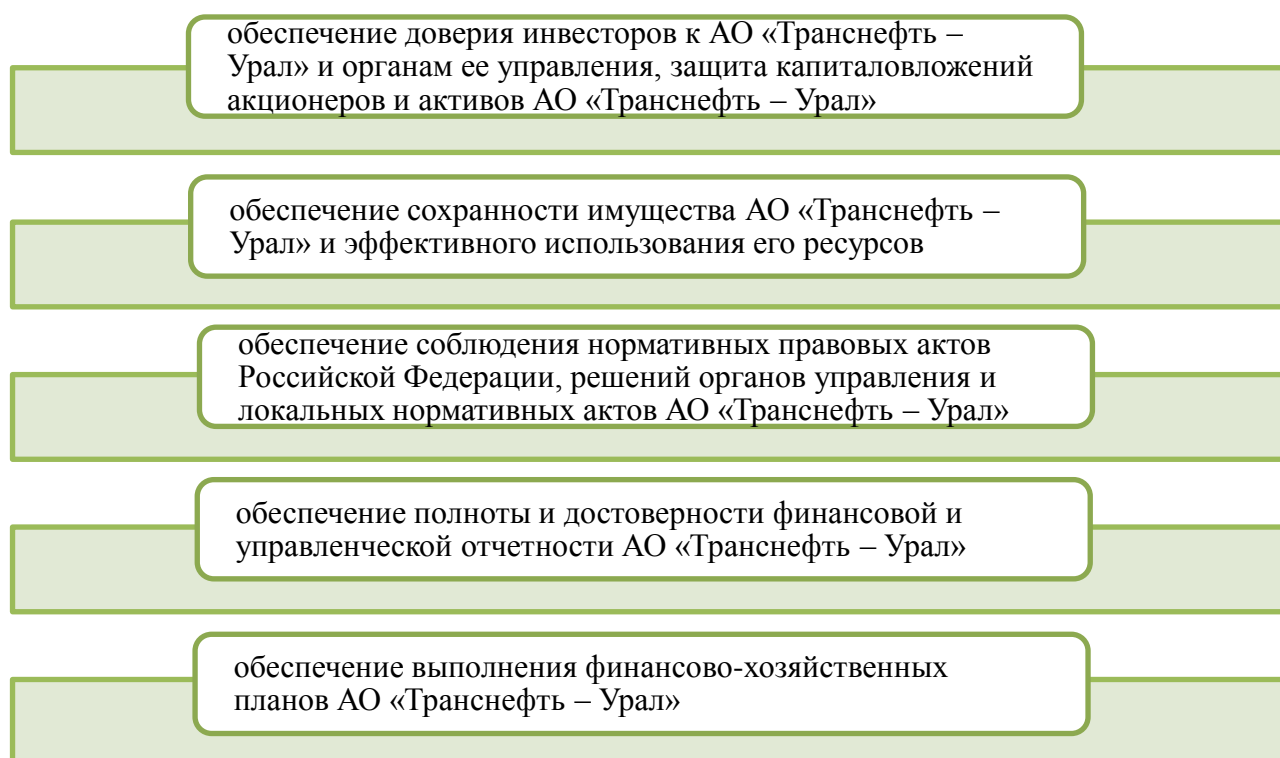 обеспечение доверия инвесторов к АО «Транснефть –
Урал» и органам ее управления, защита капиталовложений
акционеров и активов АО «Транснефть – Урал»
обеспечение сохранности имущества АО «Транснефть –
Урал» и эффективного использования его ресурсов
обеспечение соблюдения нормативных правовых актов
Российской Федерации, решений органов управления и
локальных нормативных актов АО «Транснефть – Урал»
обеспечение полноты и достоверности финансовой и
управленческой отчетности АО «Транснефть – Урал»
обеспечение выполнения финансово-хозяйственных
планов АО «Транснефть – Урал»